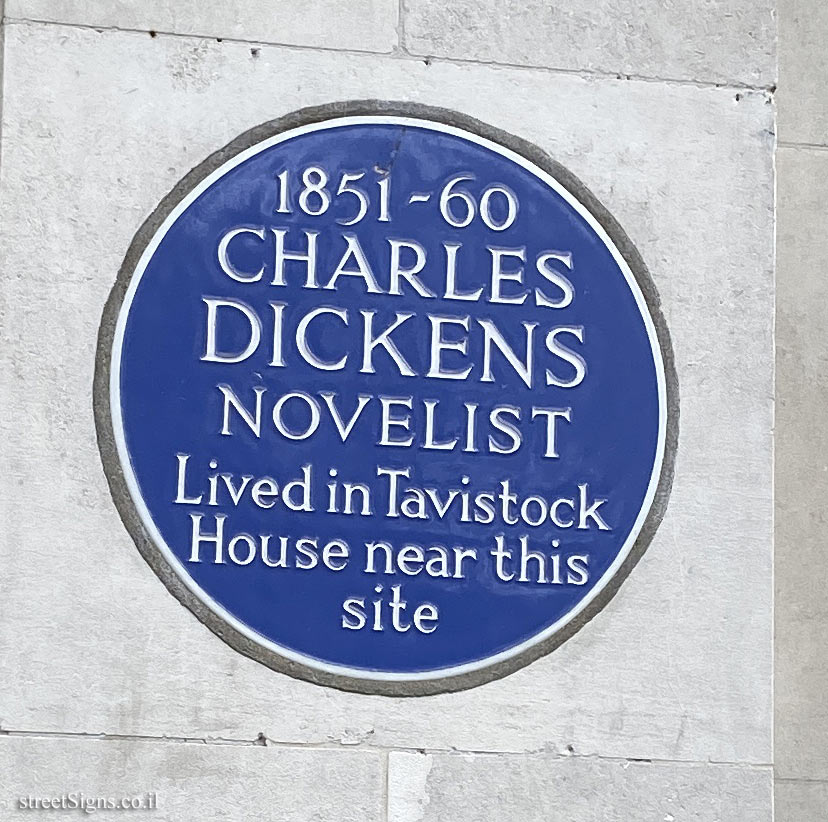 1851-60
CHARLES
DICKENS
NOVELIST
Lived in Tavistock
House near this
site
streetSigns.co.il